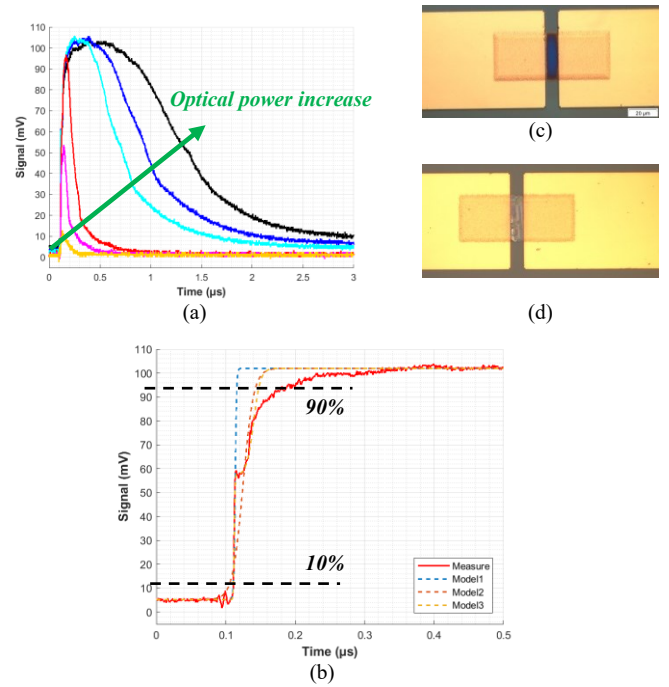 110
100
90
80
70
60
50
40
30
20
10
0
Signal (mV)
Optical power increase
0
0.5
1
1.5
2
2.5
3
Time (µs)
(a)
20 µm
(c)
(d)
110
100
90
80
70
60
50
40
30
20
10
0
Signal (mV)
90%
10%
Measure
Model1
Model2
Model3
0
0.1
0.2
0.3
0.4
0.5
Time (µs)
(b)